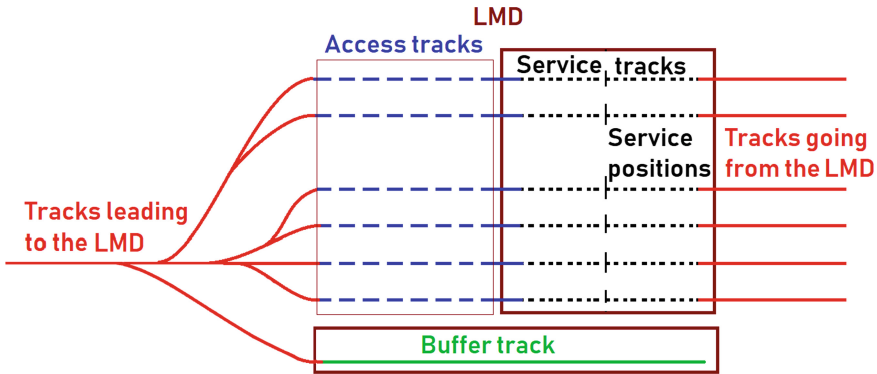 LMD
Access tracks
Service tracks
Service
positions
Tracks going
from the LMD
Tracks leading
to the LMD
Buffer track